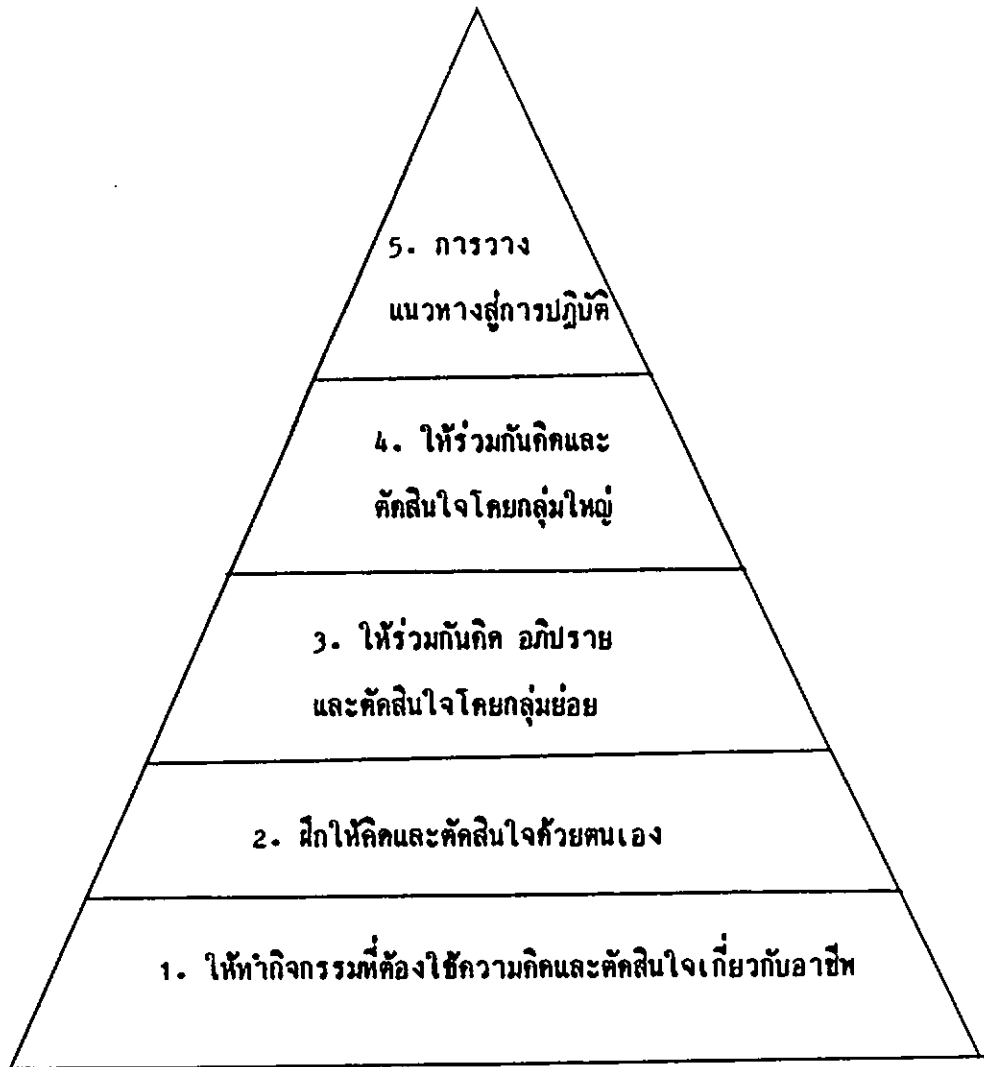 5. การวาง
แนวทางสู่การปฏิบัติ
4. ให้ร่วมกันคิดและ
ตัดสินใจโดยกลุ่มใหญ่
3. ให้ร่วมกันคิด อภิปราย
และตัดสินใจโดยกลุ่มย่อย
2. ฝึกให้คิดและตัดสินใจด้วยตนเอง
1. ให้ทำกิจกรรมที่ต้องใช้ความคิดและตัดสินใจเกี่ยวกับอาชีพ